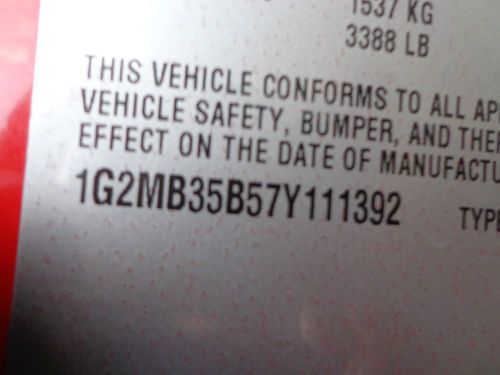 1537 KG
3388 LB
THIS VEHICLE CONFORMS TO ALL
VEHICLE SAFETY, BUMPER, AND
EFFECT ON THE DATE OF
1G2MB35B57Y111392 TYPE